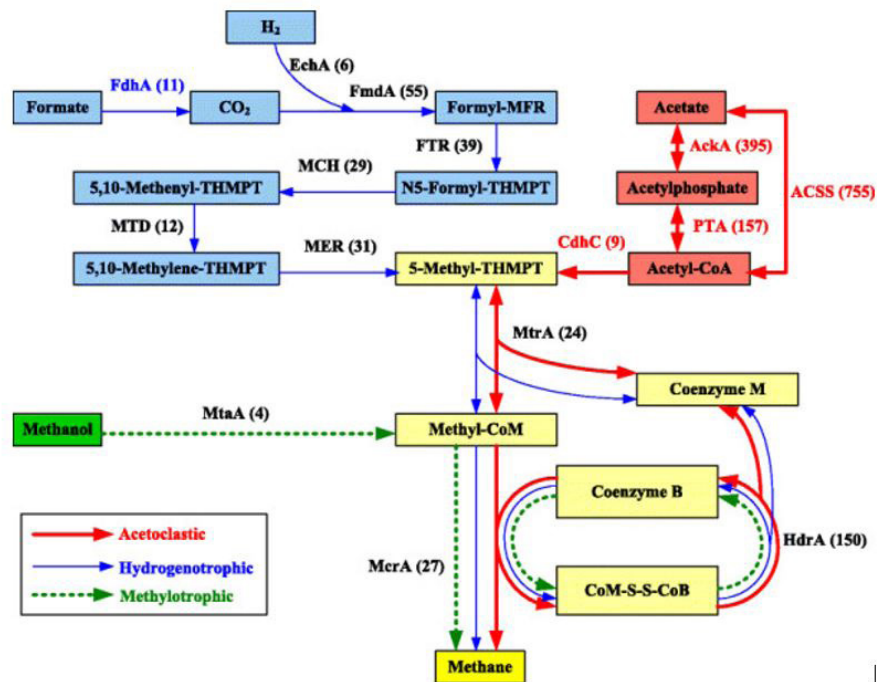 H₂
EchA (6)
FdhA (11)
FmdA (55)
Formate
CO₂
Formyl-MFR
Acetate
FTR (39)
AckA (395)
MCH (29)
5,10-Methenyl-THMPT
N5-Formyl-THMPT
Acetylphosphate
ACSS (755)
MTD (12)
PTA (157)
MER (31)
CdhC (9)
5,10-Methylene-THMPT
5-Methyl-THMPT
Acetyl-CoA
MtrA (24)
Coenzyme M
MtaA (4)
Methanol
Methyl-CoM
Coenzyme B
Acetoclastic
HdrA (150)
Hydrogenotrophic
McrA (27)
Methylotrophic
CoM-S-S-CoB
Methane